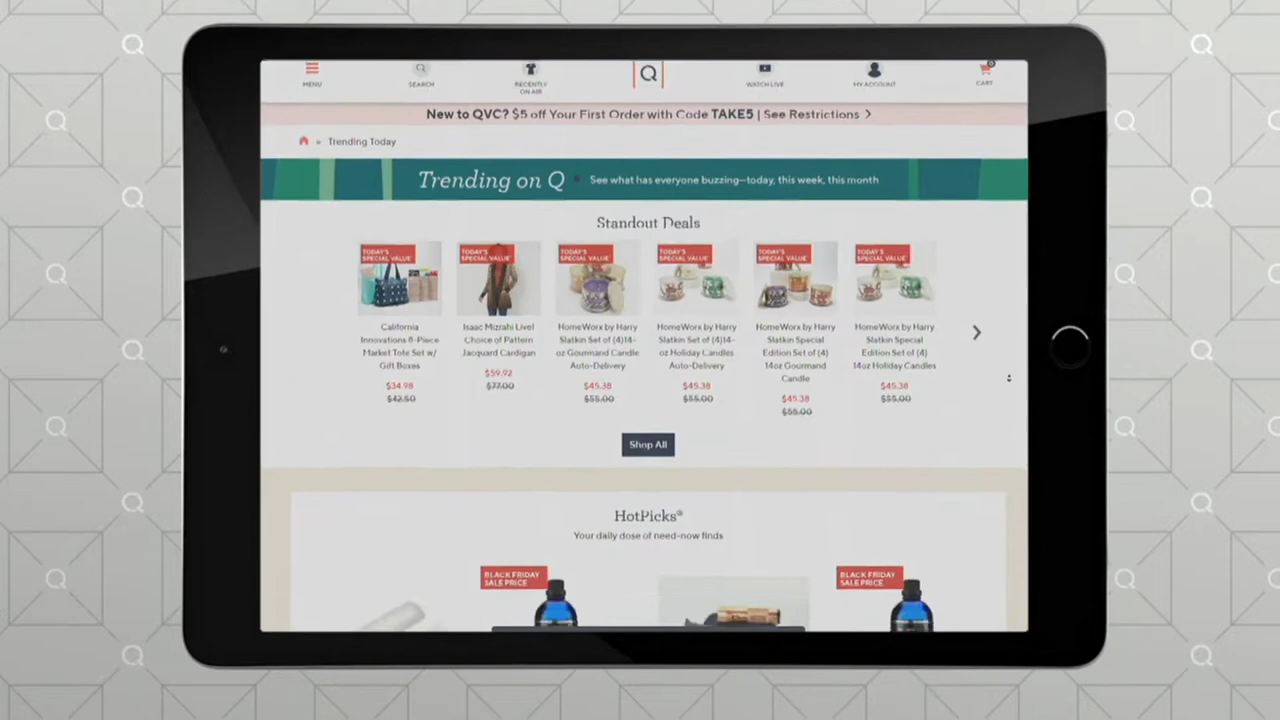 MENU
SEARCH
RECENTLY
ON AIR
Q
WATCH LIVE
MY ACCOUNT
0
CART
New to QVC? $5 off Your First Order with Code TAKE5 | See Restrictions >
» Trending Today
Trending on Q • See what has everyone buzzing—today, this week, this month
Standout Deals
TODAY'S
SPECIAL VALUE
TODAY'S
SPECIAL VALUE
TODAY'S
SPECIAL VALUE
TODAY'S
SPECIAL VALUE
TODAY'S
SPECIAL VALUE
TODAY'S
SPECIAL VALUE
California
Innovations 8-Piece
Market Tote Set w/
Gift Boxes
$34.98
$42.50
Isaac Mizrahi Live!
Choice of Pattern
Jacquard Cardigan
$59.92
$77.00
HomeWorx by Harry
Slatkin Set of (4)14-
oz Gourmand Candle
Auto-Delivery
$45.38
$55.00
HomeWorx by Harry
Slatkin Set of (4)14-
oz Holiday Candles
Auto-Delivery
$45.38
$55.00
HomeWorx by Harry
Slatkin Special
Edition Set of (4)
14oz Gourmand
Candle
$45.38
$55.00
HomeWorx by Harry
Slatkin Special
Edition Set of (4)
14oz Holiday Candles
$45.38
$55.00
Shop All
HotPicks®
Your daily dose of need-now finds
BLACK FRIDAY
SALE PRICE
BLACK FRIDAY
SALE PRICE